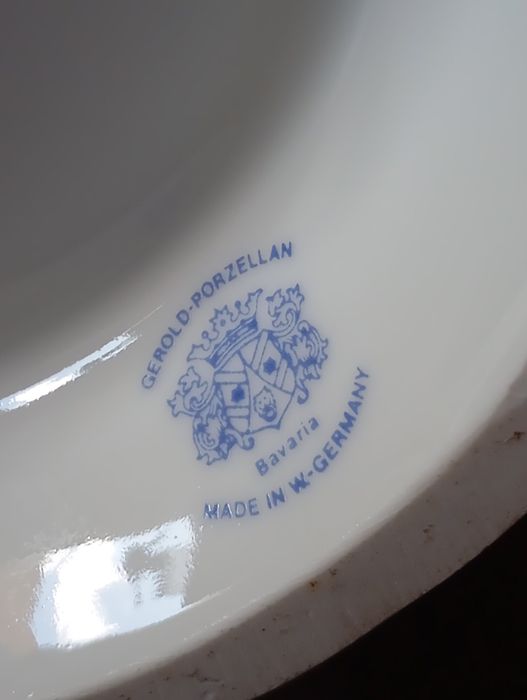 GEROLD-PORZELLAN
Bavaria
MADE IN W.-GERMANY